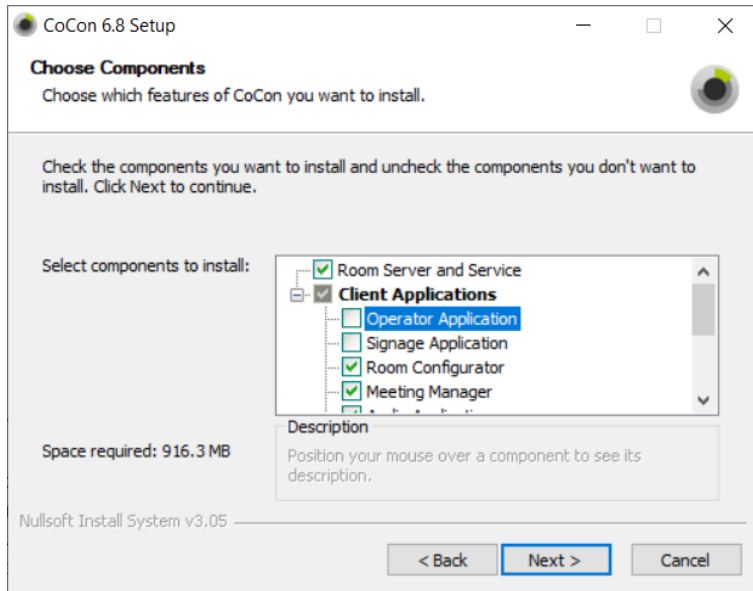 CoCon 6.8 Setup
Choose Components
Choose which features of CoCon you want to install.
Check the components you want to install and uncheck the components you don't want to
install. Click Next to continue.
Select components to install:
Room Server and Service
Client Applications
Operator Application
Signage Application
Room Configurator
Meeting Manager
Space required: 916.3 MB
Description
Position your mouse over a component to see its
description.
Nullsoft Install System v3.05
< Back
Next >
Cancel